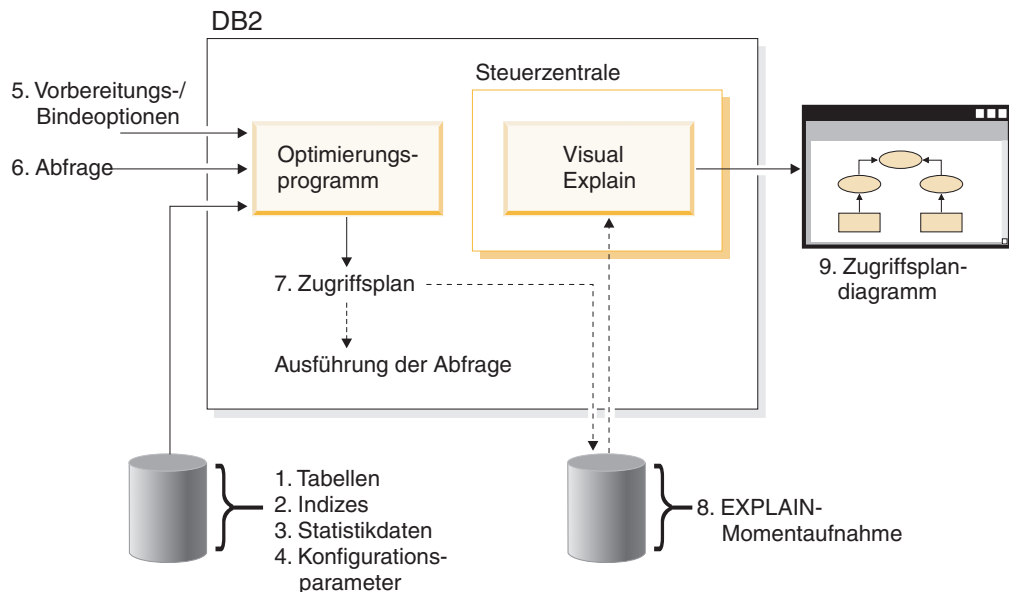 DB2
Steuerzentrale
5. Vorbereitungs-/
Bindeoptionen
6. Abfrage
Optimierungs-
programm
Visual
Explain
7. Zugriffsplan
Ausführung der Abfrage
9. Zugriffsplan-
diagramm
1. Tabellen
2. Indizes
3. Statistikdaten
4. Konfigurations-
parameter
8. EXPLAIN-
Momentaufnahme